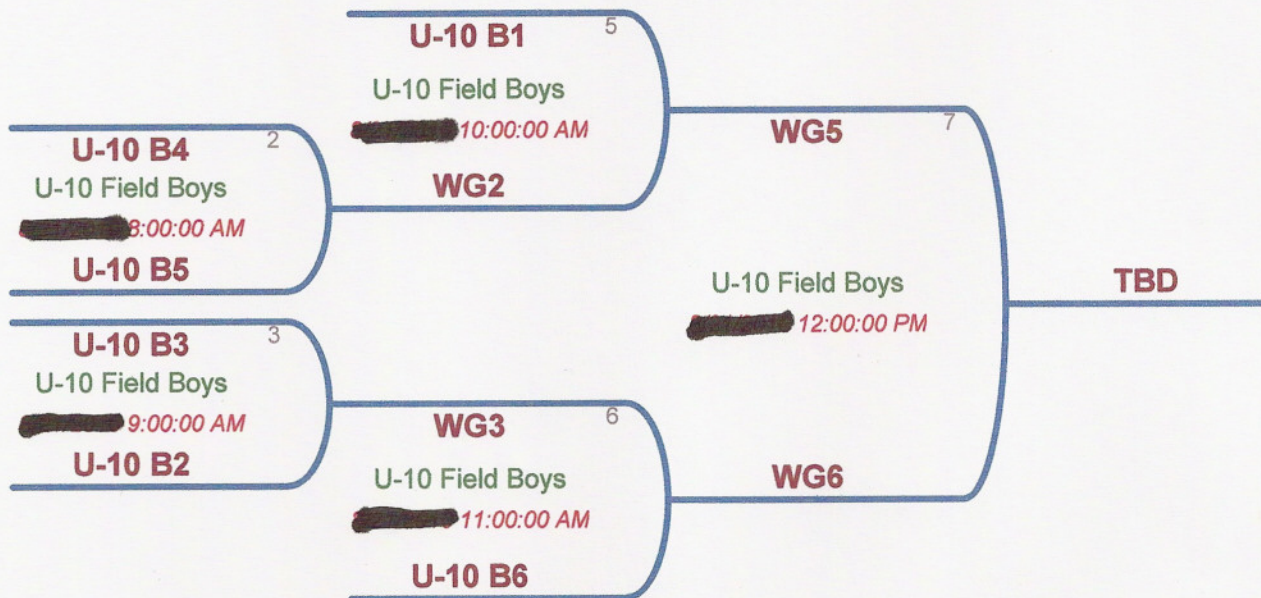 U-10 B1
5
U-10 Field Boys
10:00:00 AM
WG2
U-10 B4
2
U-10 Field Boys
8:00:00 AM
U-10 B5
U-10 B3
3
U-10 Field Boys
9:00:00 AM
U-10 B2
WG3
6
U-10 Field Boys
11:00:00 AM
U-10 B6
WG5
7
U-10 Field Boys
12:00:00 PM
WG6
TBD